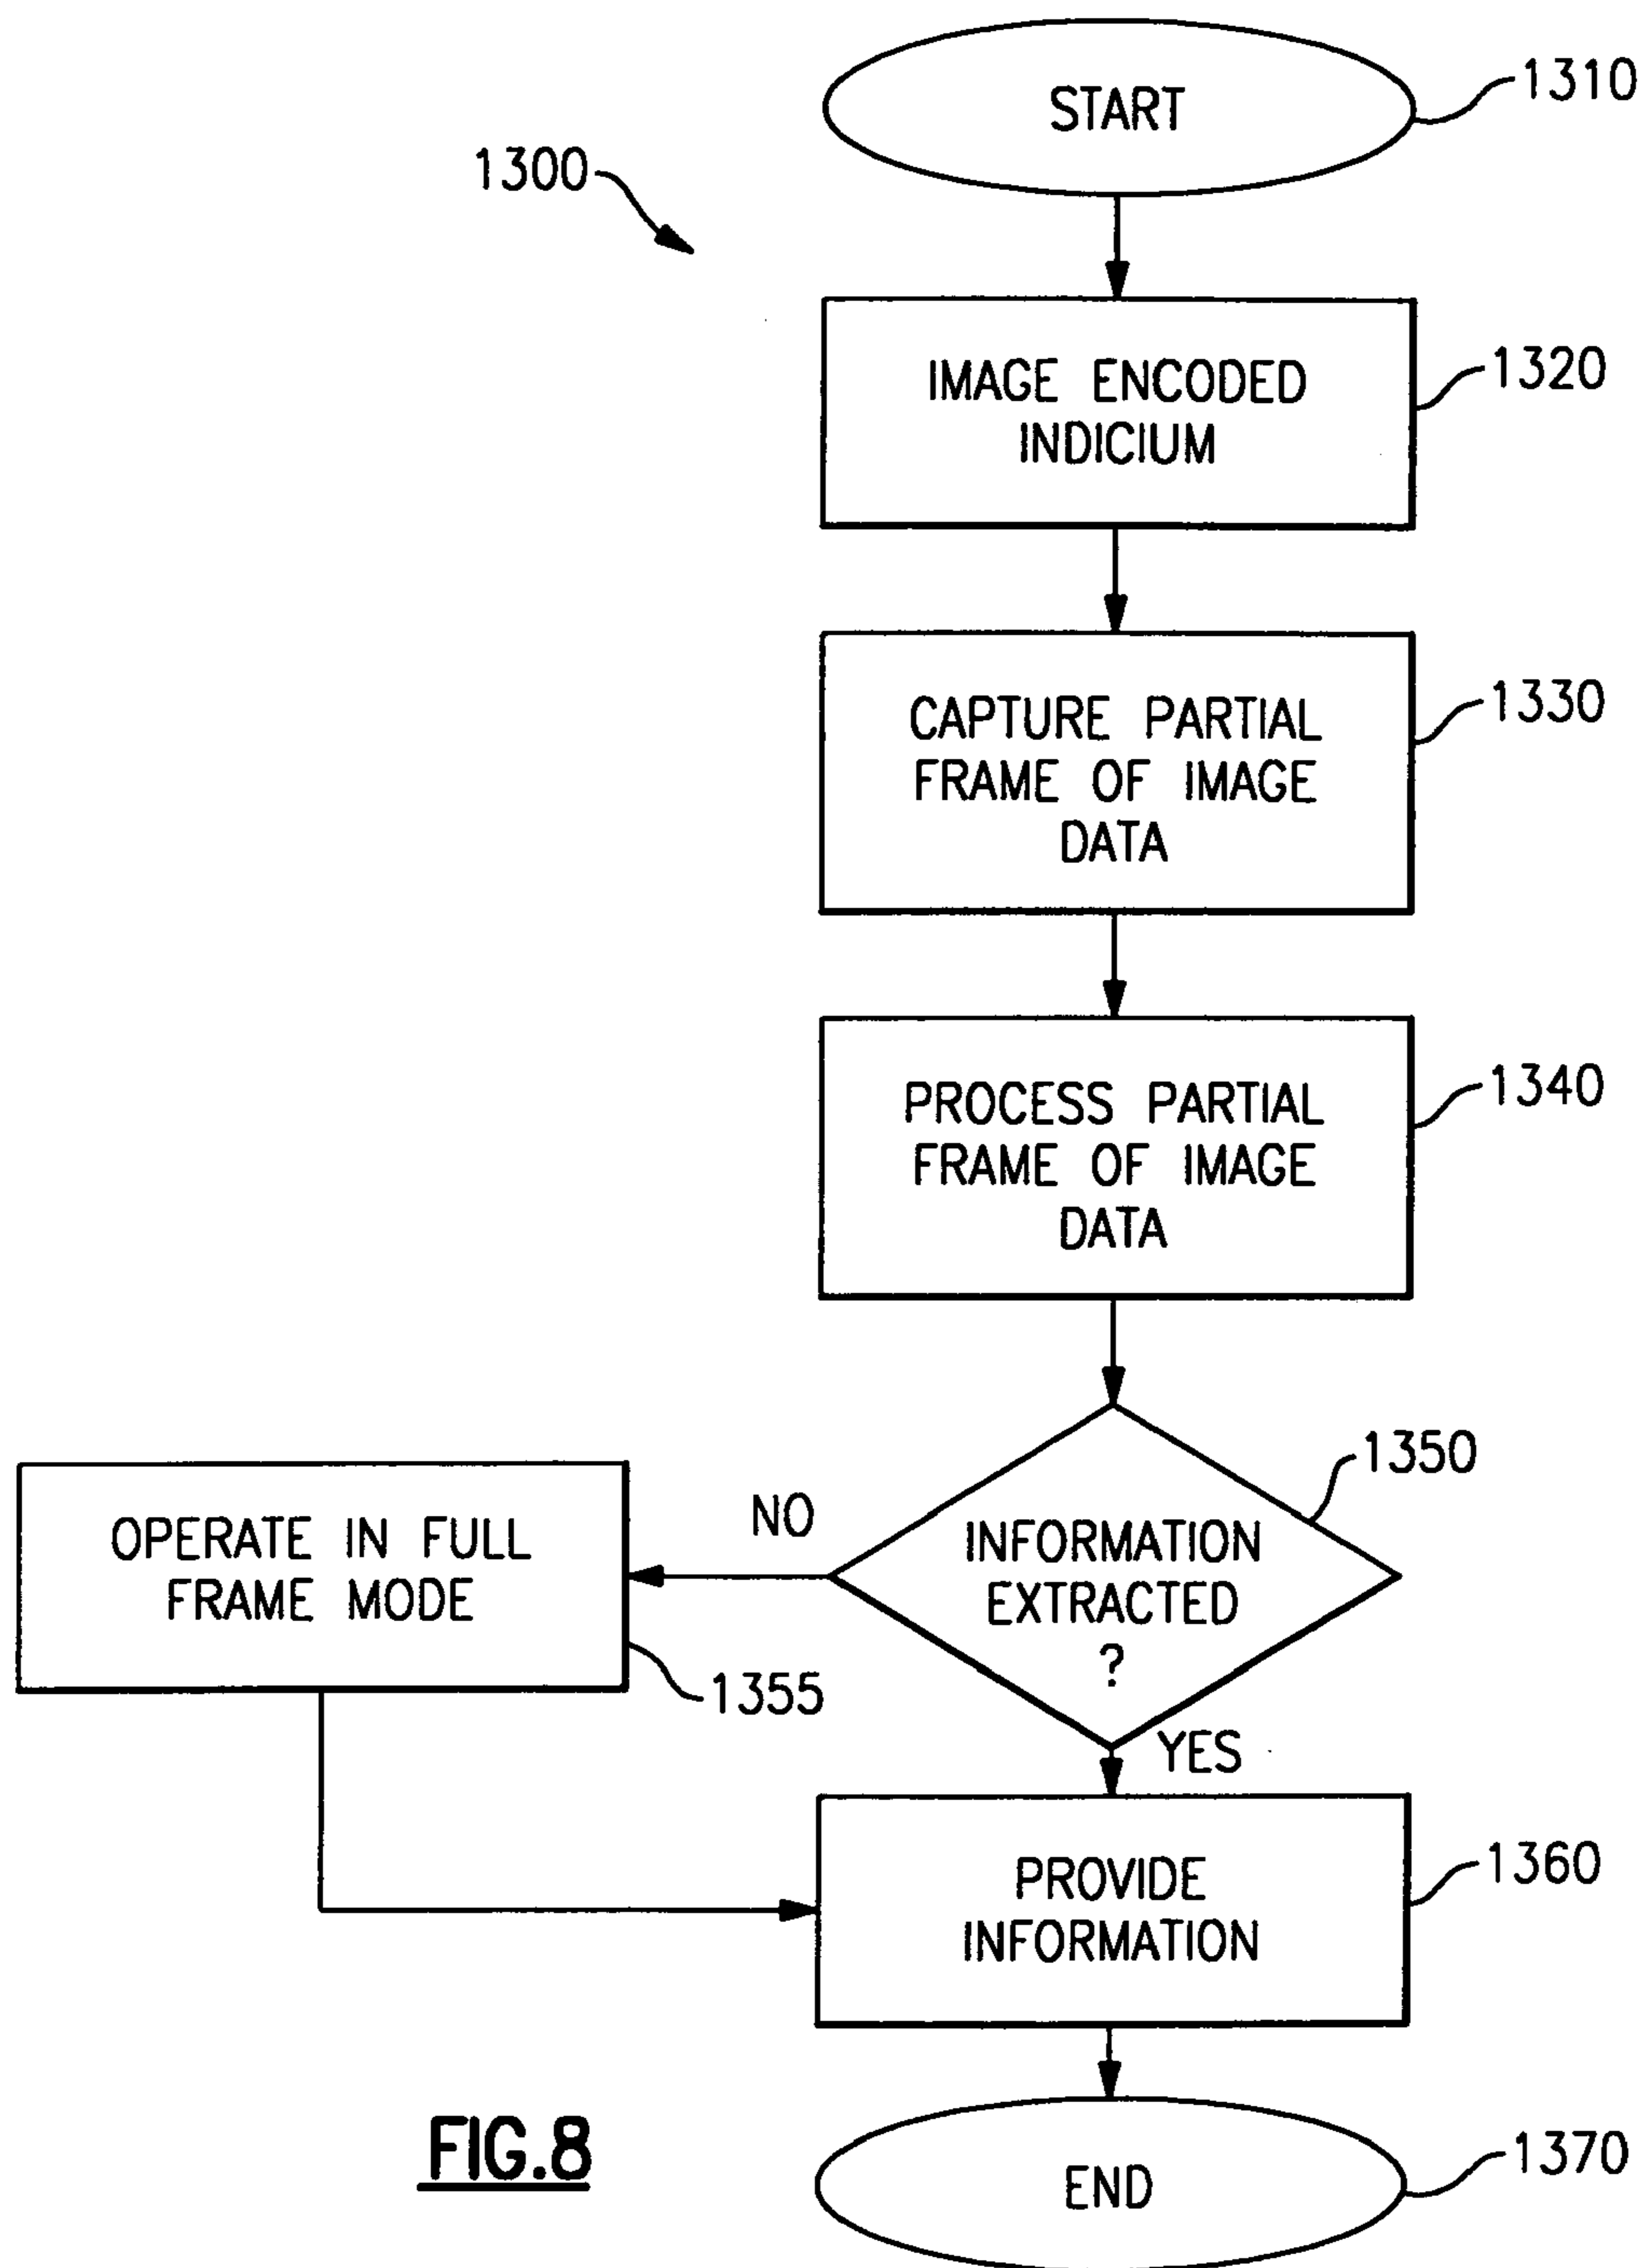 START
1310
1300
IMAGE ENCODED
INDICIUM
1320
CAPTURE PARTIAL
FRAME OF IMAGE
DATA
1330
PROCESS PARTIAL
FRAME OF IMAGE
DATA
1340
INFORMATION
EXTRACTED
?
1350
NO
OPERATE IN FULL
FRAME MODE
1355
YES
PROVIDE
INFORMATION
1360
END
1370
FIG.8